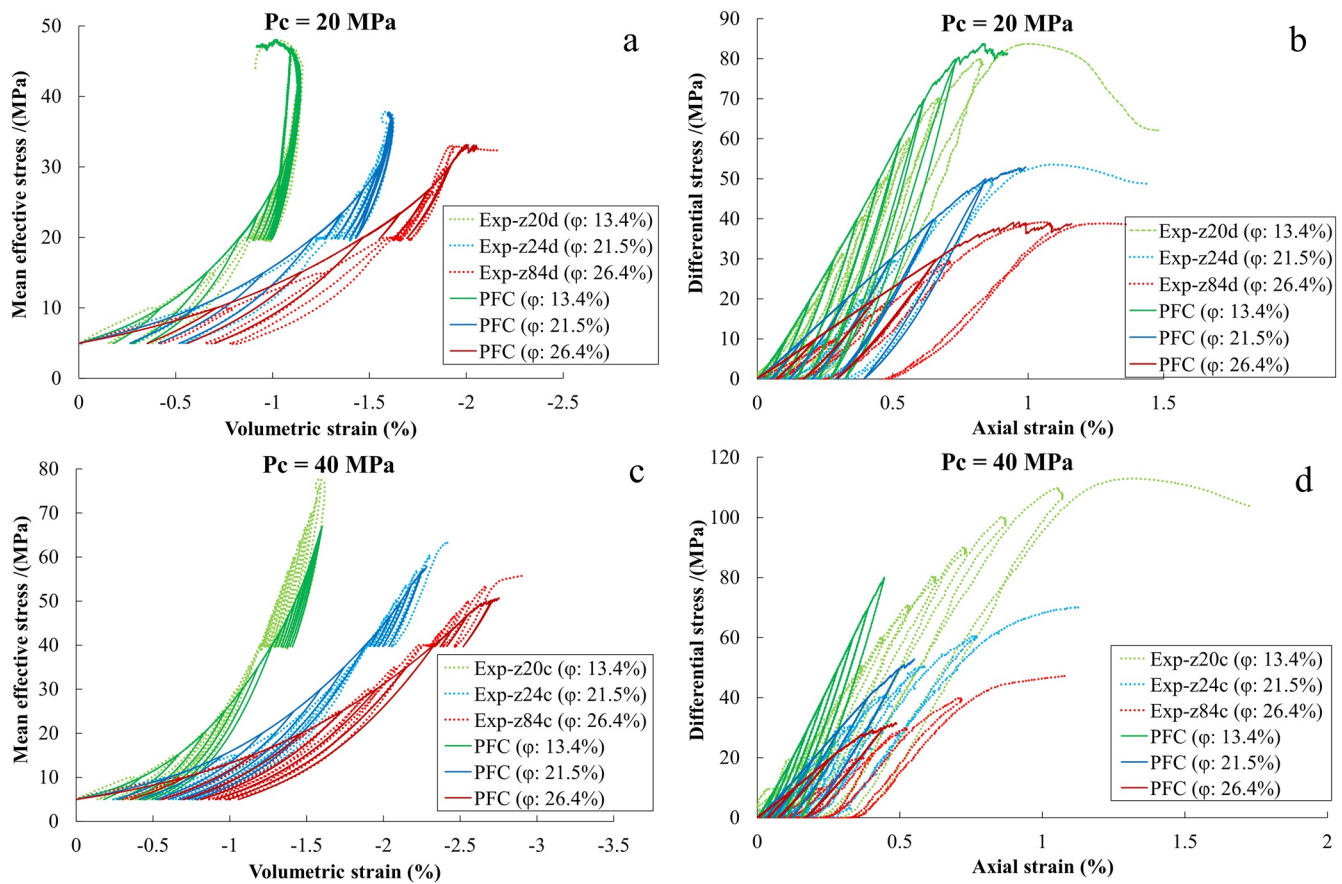 Pc = 20 MPa
a
Mean effective stress /(MPa)
50
40
30
20
10
0
Exp-z20d (φ: 13.4%)
Exp-z24d (φ: 21.5%)
Exp-z84d (φ: 26.4%)
PFC (φ: 13.4%)
PFC (φ: 21.5%)
PFC (φ: 26.4%)
0 -0.5 -1 -1.5 -2 -2.5
Volumetric strain (%)
Pc = 20 MPa
b
Differential stress /(MPa)
90
80
70
60
50
40
30
20
10
0
Exp-z20d (φ: 13.4%)
Exp-z24d (φ: 21.5%)
Exp-z84d (φ: 26.4%)
PFC (φ: 13.4%)
PFC (φ: 21.5%)
PFC (φ: 26.4%)
0 0.5 1 1.5
Axial strain (%)
Pc = 40 MPa
c
Mean effective stress /(MPa)
80
70
60
50
40
30
20
10
0
Exp-z20c (φ: 13.4%)
Exp-z24c (φ: 21.5%)
Exp-z84c (φ: 26.4%)
PFC (φ: 13.4%)
PFC (φ: 21.5%)
PFC (φ: 26.4%)
0 -0.5 -1 -1.5 -2 -2.5 -3 -3.5
Volumetric strain (%)
Pc = 40 MPa
d
Differential stress /(MPa)
120
100
80
60
40
20
0
Exp-z20c (φ: 13.4%)
Exp-z24c (φ: 21.5%)
Exp-z84c (φ: 26.4%)
PFC (φ: 13.4%)
PFC (φ: 21.5%)
PFC (φ: 26.4%)
0 0.5 1 1.5 2
Axial strain (%)